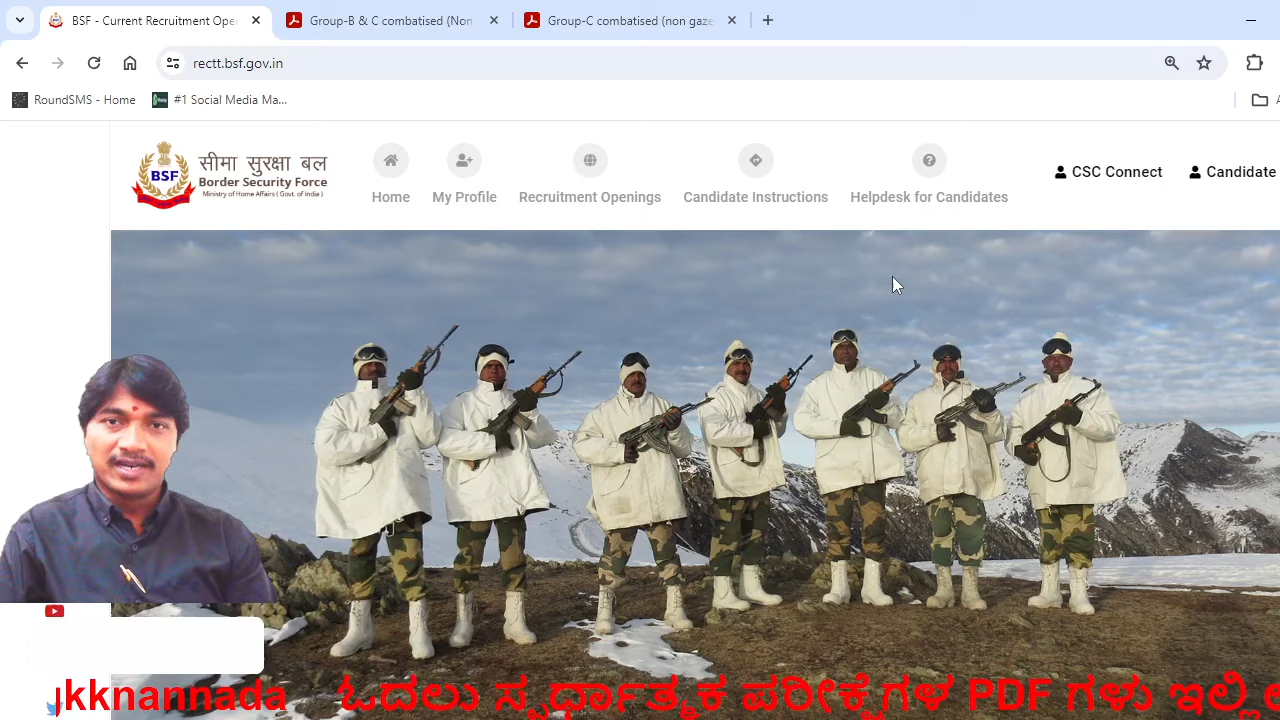 BSF - Current Recruitment Ope
Group-B & C combatised (Non
Group-C combatised (non gaze
rectt.bsf.gov.in
RoundSMS - Home
#1 Social Media Ma...
BSF
सीमा सुरक्षा बल
Border Security Force
Ministry of Home Affairs ( Govt. of India )
Home
My Profile
Recruitment Openings
Candidate Instructions
Helpdesk for Candidates
CSC Connect
Candidate
jkknannada ಓದಲು ಸ್ಪರ್ಧಾತ್ಮಕ ಪರೀಕ್ಷೆಗಳ PDF ಗಳು ಇಲ್ಲಿ